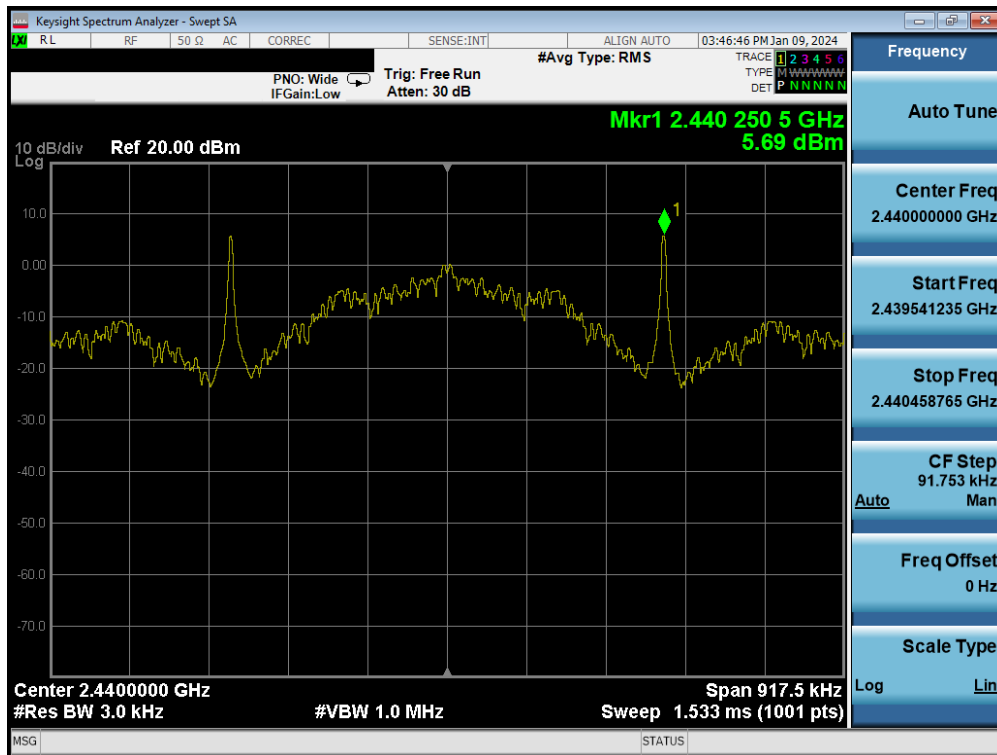 Keysight Spectrum Analyzer - Swept SA
LXI RL RF 50 Ω AC CORREC SENSE:INT ALIGN AUTO 03:46:46 PM Jan 09, 2024
PNO: Wide
IFGain:Low
Trig: Free Run
Atten: 30 dB
#Avg Type: RMS
TRACE 1 2 3 4 5 6
TYPE M WWWWW
DET P N N N N N
Mkr1 2.440 250 5 GHz
5.69 dBm
10 dB/div Ref 20.00 dBm
Log
1
10.0
0.00
-10.0
-20.0
-30.0
-40.0
-50.0
-60.0
-70.0
Center 2.4400000 GHz Span 917.5 kHz
#Res BW 3.0 kHz #VBW 1.0 MHz Sweep 1.533 ms (1001 pts)
MSG STATUS
Frequency
Auto Tune
Center Freq
2.440000000 GHz
Start Freq
2.439541235 GHz
Stop Freq
2.440458765 GHz
CF Step
91.753 kHz
Auto Man
Freq Offset
0 Hz
Scale Type
Log Lin